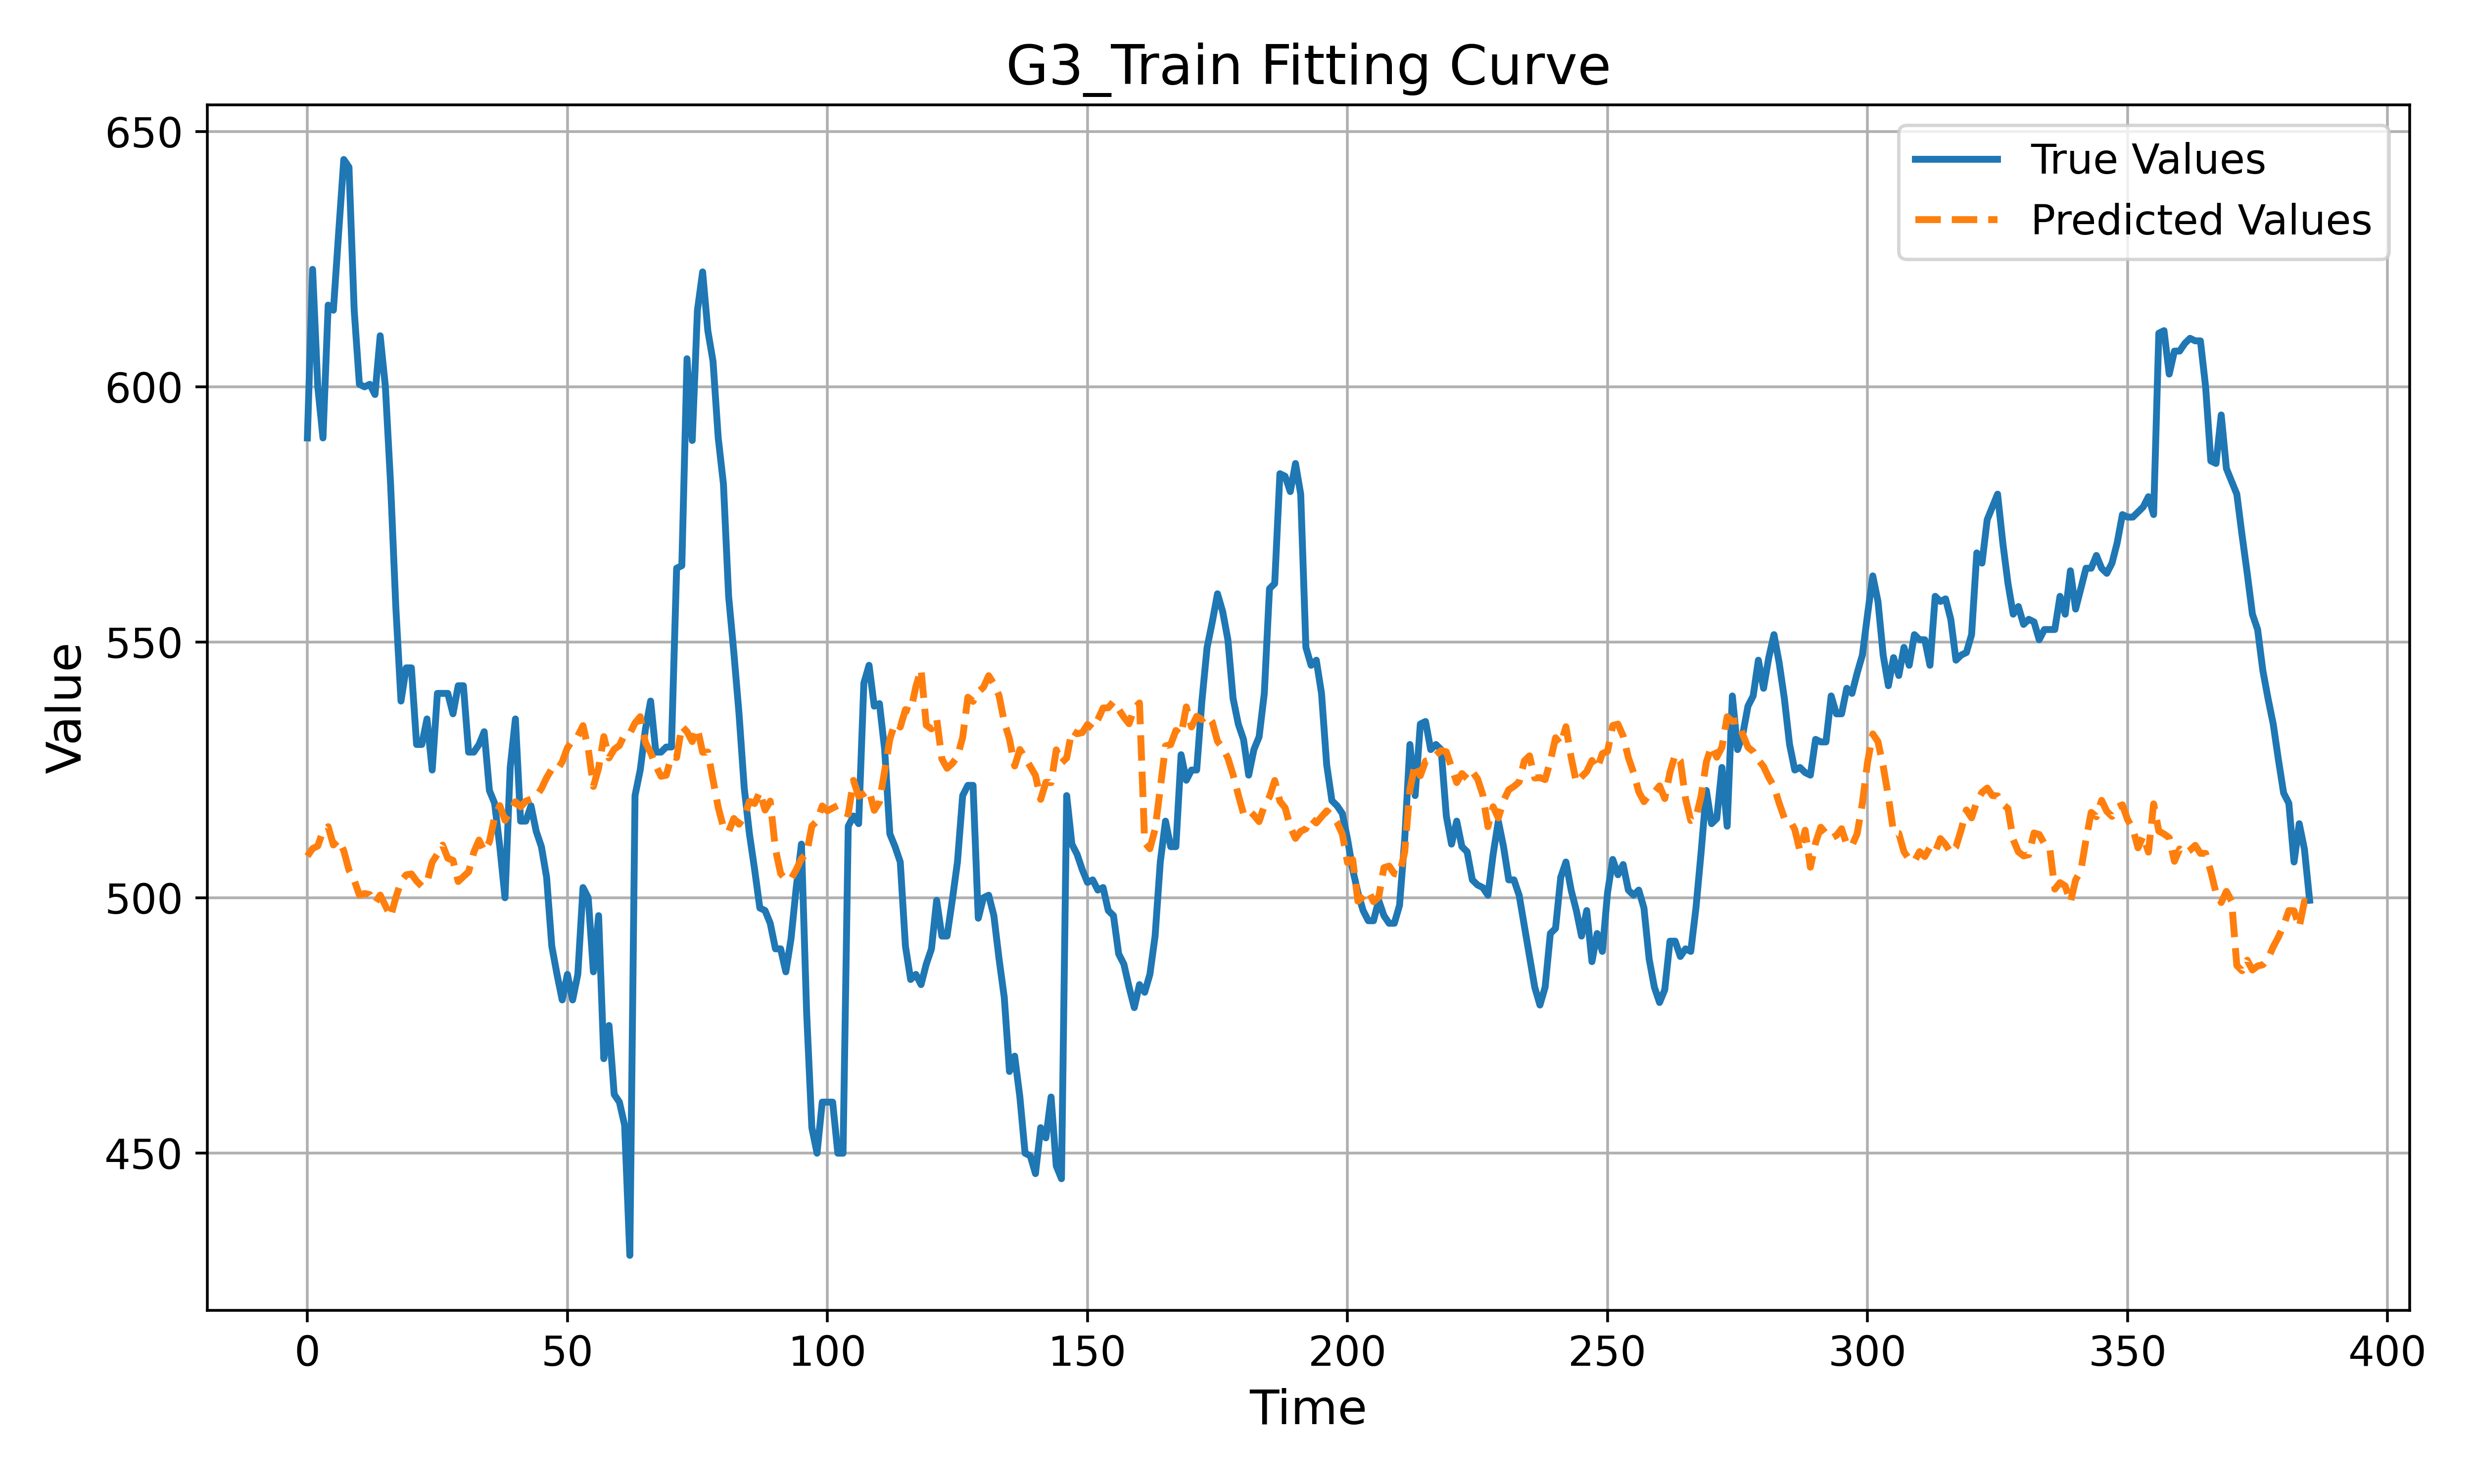 G3_Train Fitting Curve
True Values
Predicted Values
Value
650
600
550
500
450
0 50 100 150 200 250 300 350 400
Time